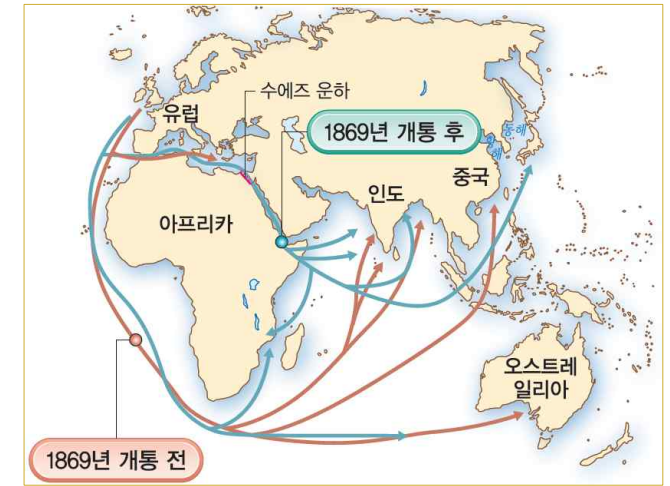 수에즈 운하
유럽
1869년 개통 후
동해
황해
중국
인도
아프리카
오스트레
일리아
1869년 개통 전